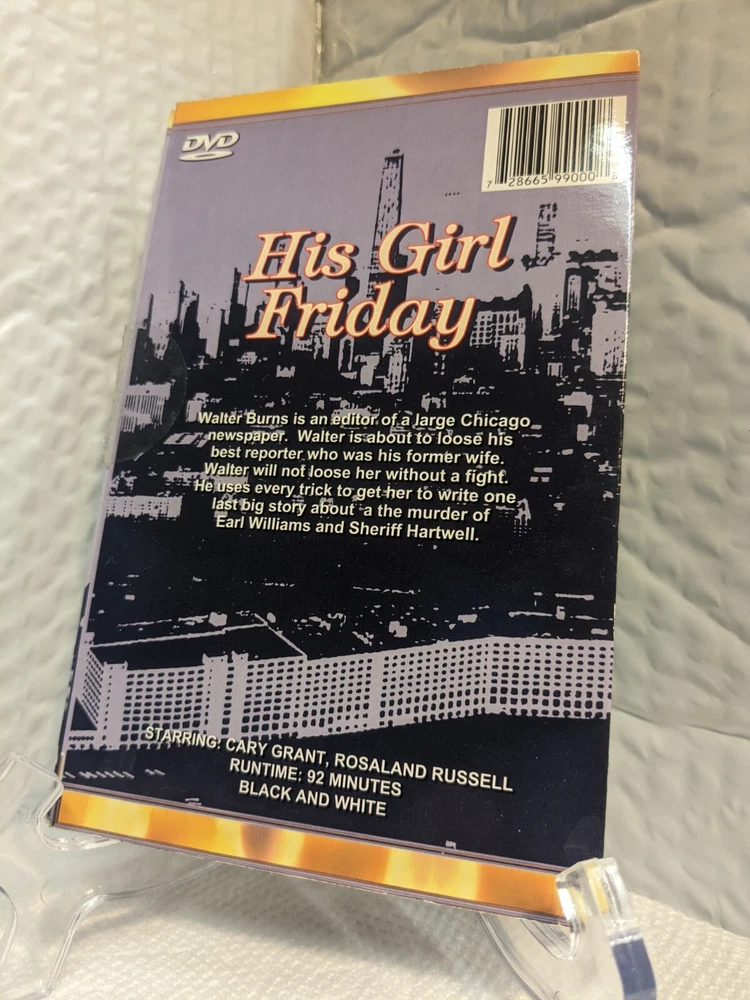 DVD
7 28665 99000 8
His Girl
Friday
Walter Burns is an editor of a large Chicago
newspaper. Walter is about to loose his
best reporter who was his former wife.
Walter will not loose her without a fight.
He uses every trick to get her to write one
last big story about a the murder of
Earl Williams and Sheriff Hartwell.
STARRING: CARY GRANT, ROSALAND RUSSELL
RUNTIME: 92 MINUTES
BLACK AND WHITE